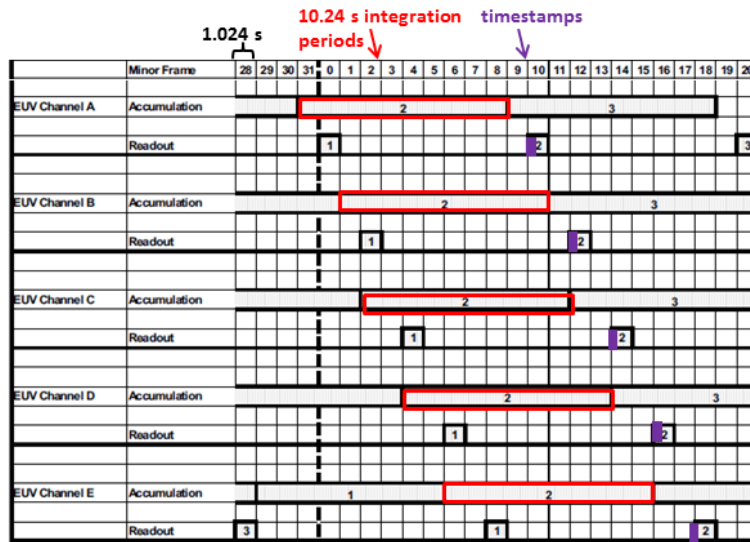 10.24 s integration periods
timestamps
1.024 s
Minor Frame 28 29 30 31 0 1 2 3 4 5 6 7 8 9 10 11 12 13 14 15 16 17 18 19 20
EUV Channel A Accumulation 2 3
Readout 1 2 3
EUV Channel B Accumulation 2 3
Readout 1 2
EUV Channel C Accumulation 2 3
Readout 1 2
EUV Channel D Accumulation 2 3
Readout 1 2
EUV Channel E Accumulation 1 2
Readout 3 1 2